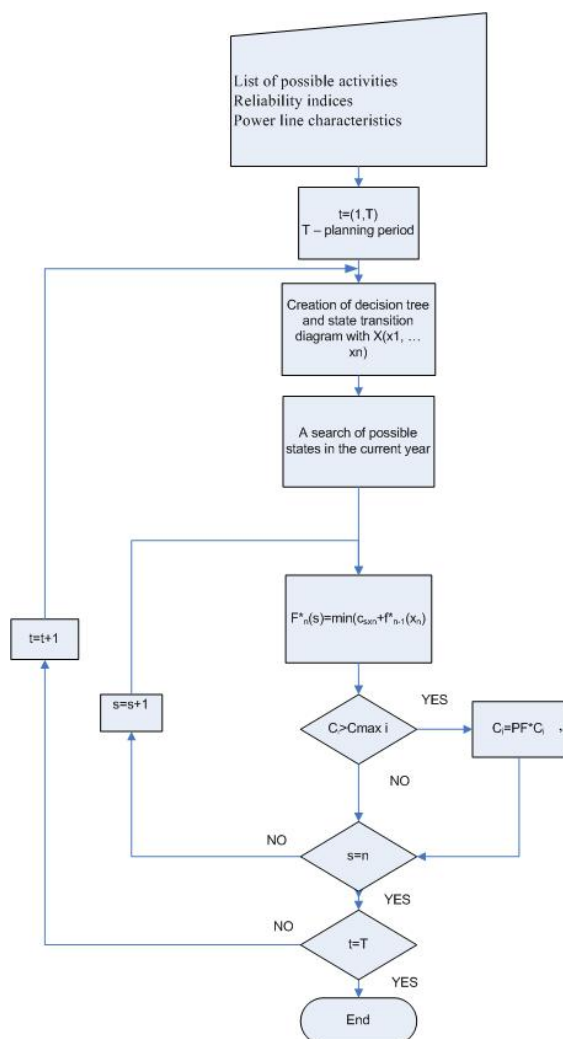 List of possible activities
Reliability indices
Power line characteristics
t=(1,T)
T – planning period
Creation of decision tree
and state transition
diagram with X(x1, …
xn)
A search of possible
states in the current year
F*ₙ(s)=min(cₛₓₙ+f*ₙ₋₁(xₙ)
t=t+1
s=s+1
YES
Cᵢ>Cmax i
Cᵢ=PF*Cᵢ ,
NO
NO
s=n
YES
NO
t=T
YES
End